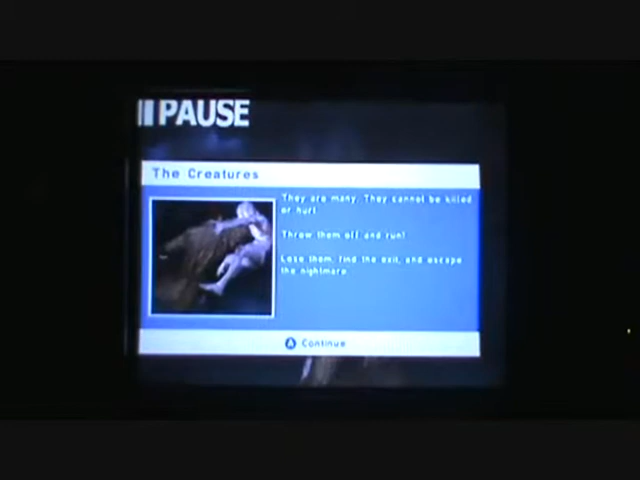 PAUSE
The Creatures
They are many. They cannot be killed
or hurt.
Throw them off and run!
Lose them, find the exit, and escape
the nightmare.
A Continue